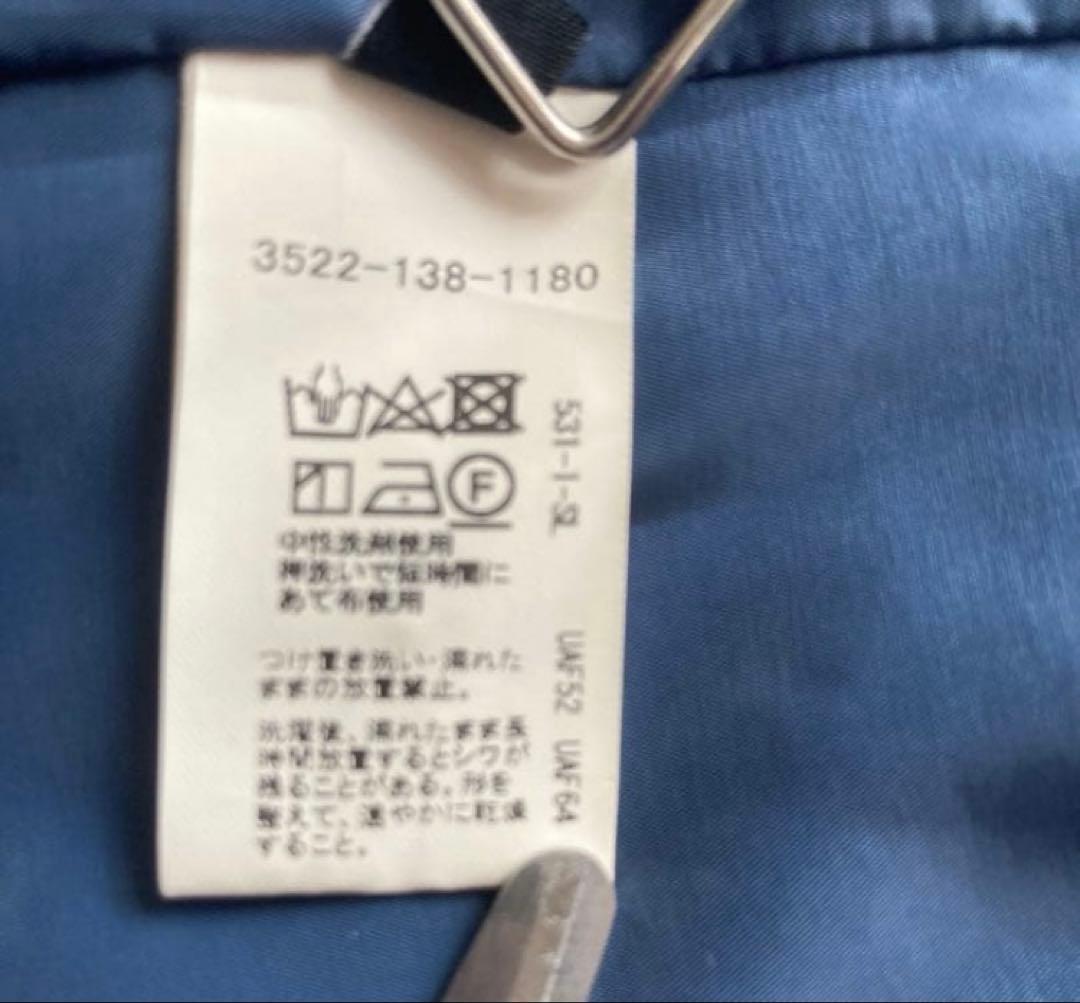 3522-138-1180
F
中性洗剤使用
押洗いで短時間に
あて布使用
つけ置き洗い・濡れた
ままの放置禁止。
洗濯後、濡れたまま長
時間放置するとシワが
残ることがある。形を
整えて、速やかに乾燥
すること。
531-1-SL
UAF52 UAF64